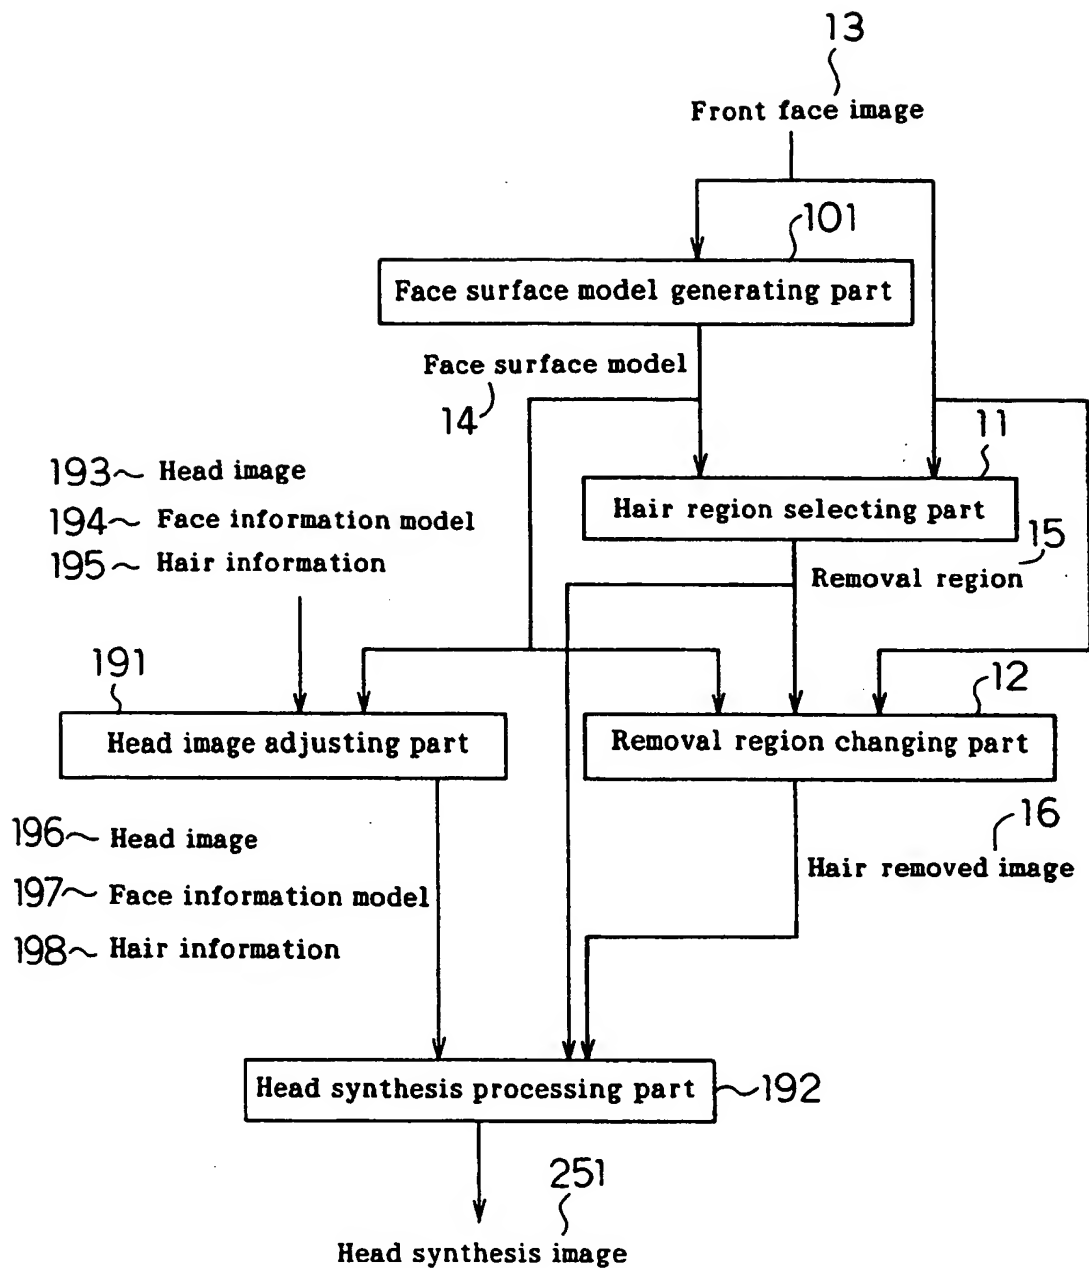 13
Front face image
101
Face surface model generating part
Face surface model
14
11
193 Head image
Hair region selecting part
194 Face information model
15
195 Hair information
Removal region
191
12
Head image adjusting part
Removal region changing part
196 Head image
16
Hair removed image
197 Face information model
198 Hair information
Head synthesis processing part
192
251
Head synthesis image